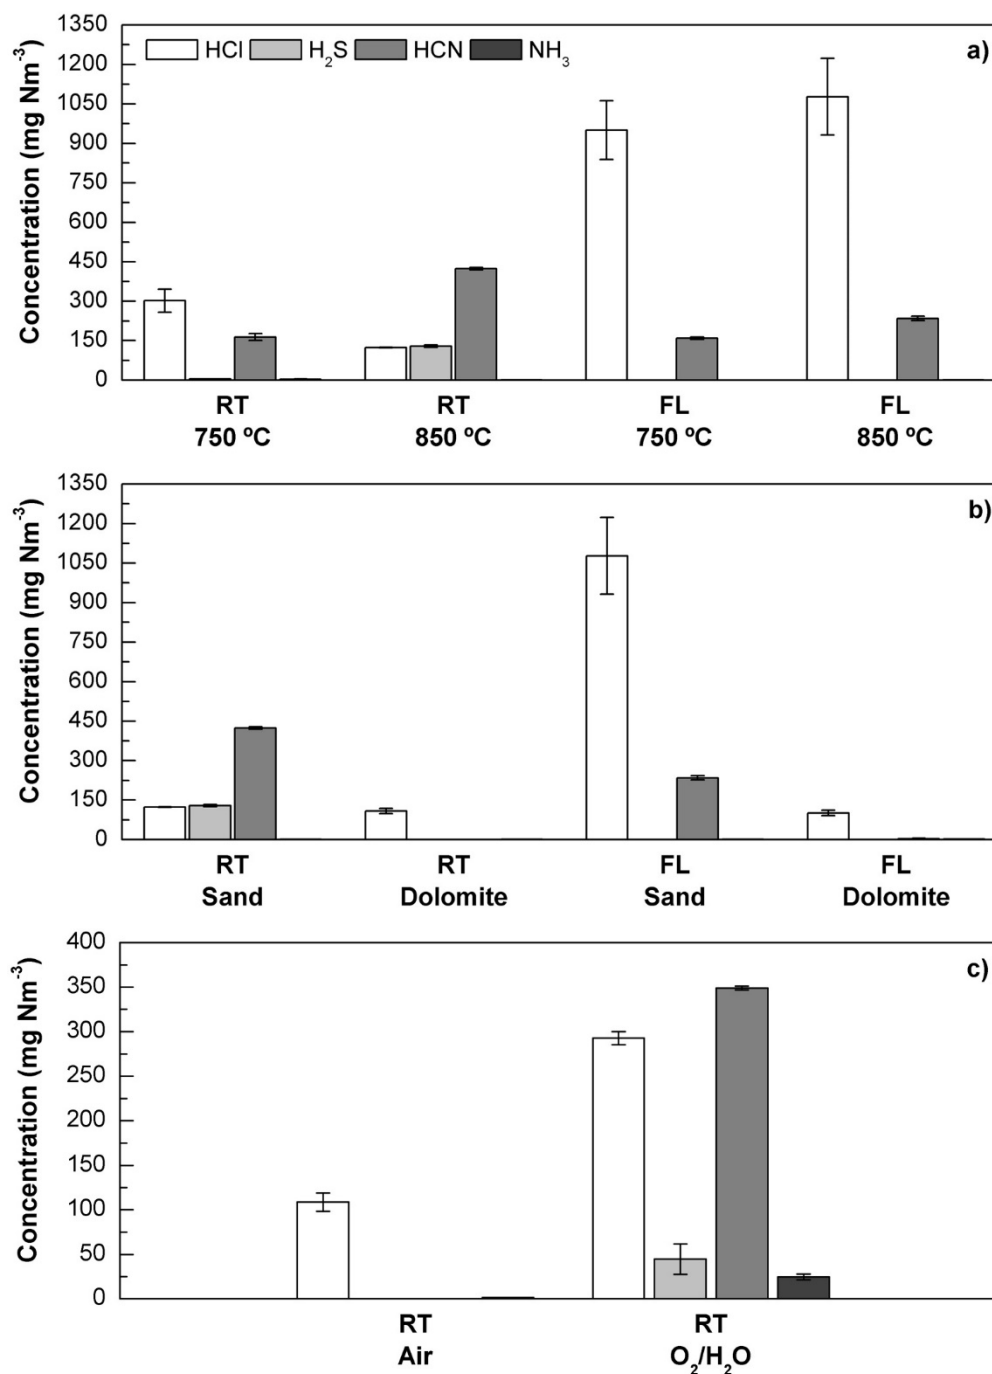 1350
1200
1050
900
750
600
450
300
150
0
Concentration (mg Nm⁻³)
HCl H₂S HCN NH₃
a)
RT RT FL FL
750 ºC 850 ºC 750 ºC 850 ºC
1350
1200
1050
900
750
600
450
300
150
0
Concentration (mg Nm⁻³)
b)
RT RT FL FL
Sand Dolomite Sand Dolomite
400
350
300
250
200
150
100
50
0
Concentration (mg Nm⁻³)
c)
RT RT
Air O₂/H₂O